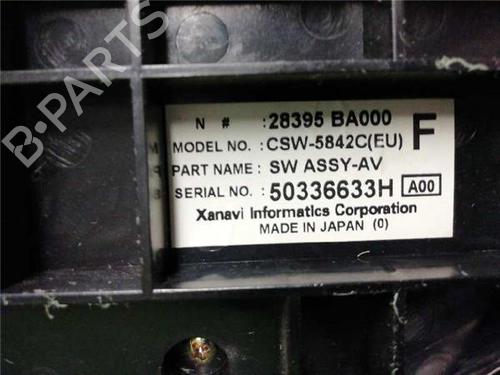 B-PARTS
N #: 28395 BA000
MODEL NO.: CSW-5842C(EU) F
PART NAME: SW ASSY-AV
SERIAL NO.: 50336633H A00
Xanavi Informatics Corporation
MADE IN JAPAN (0)